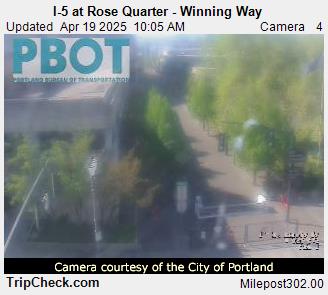 I-5 at Rose Quarter - Winning Way
Updated Apr 19 2025 10:05 AM Camera 4
PBOT
PORTLAND BUREAU OF TRANSPORTATION
Camera courtesy of the City of Portland
TripCheck.com Milepost302.00